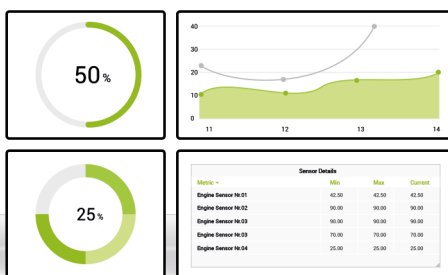 50%
40
30
20
10
0
11 12 13 14
25%
Sensor Details
Metric Min Max Current
Engine Sensor Nr.01 42.50 42.50 42.50
Engine Sensor Nr.02 90.00 90.00 90.00
Engine Sensor Nr.03 90.00 90.00 90.00
Engine Sensor Nr.03 70.00 70.00 70.00
Engine Sensor Nr.04 25.00 25.00 25.00